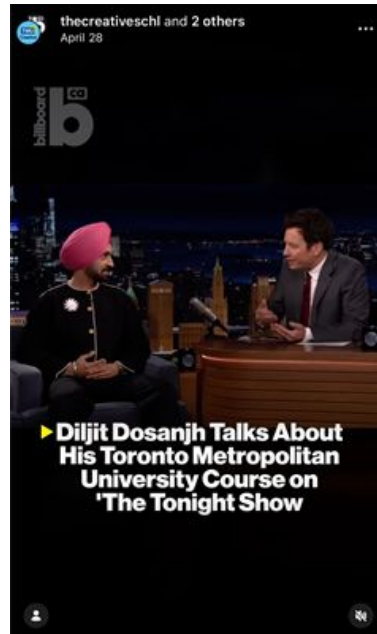 thecreativeschl and 2 others
April 28
billboard
b
ca
Diljit Dosanjh Talks About
His Toronto Metropolitan
University Course on
'The Tonight Show